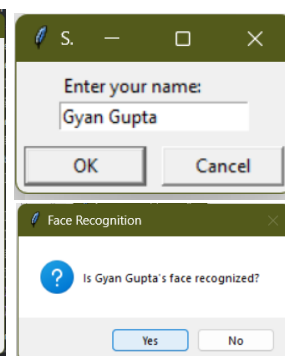 S.
Enter your name:
Gyan Gupta
OK Cancel
Face Recognition
Is Gyan Gupta's face recognized?
Yes No